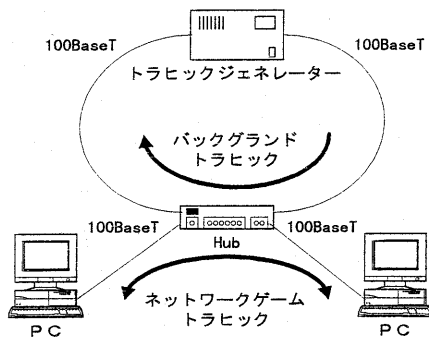 100BaseT
100BaseT
トラヒックジェネレーター
バックグランド
トラヒック
100BaseT
100BaseT
Hub
ネットワークゲーム
トラヒック
PC
PC